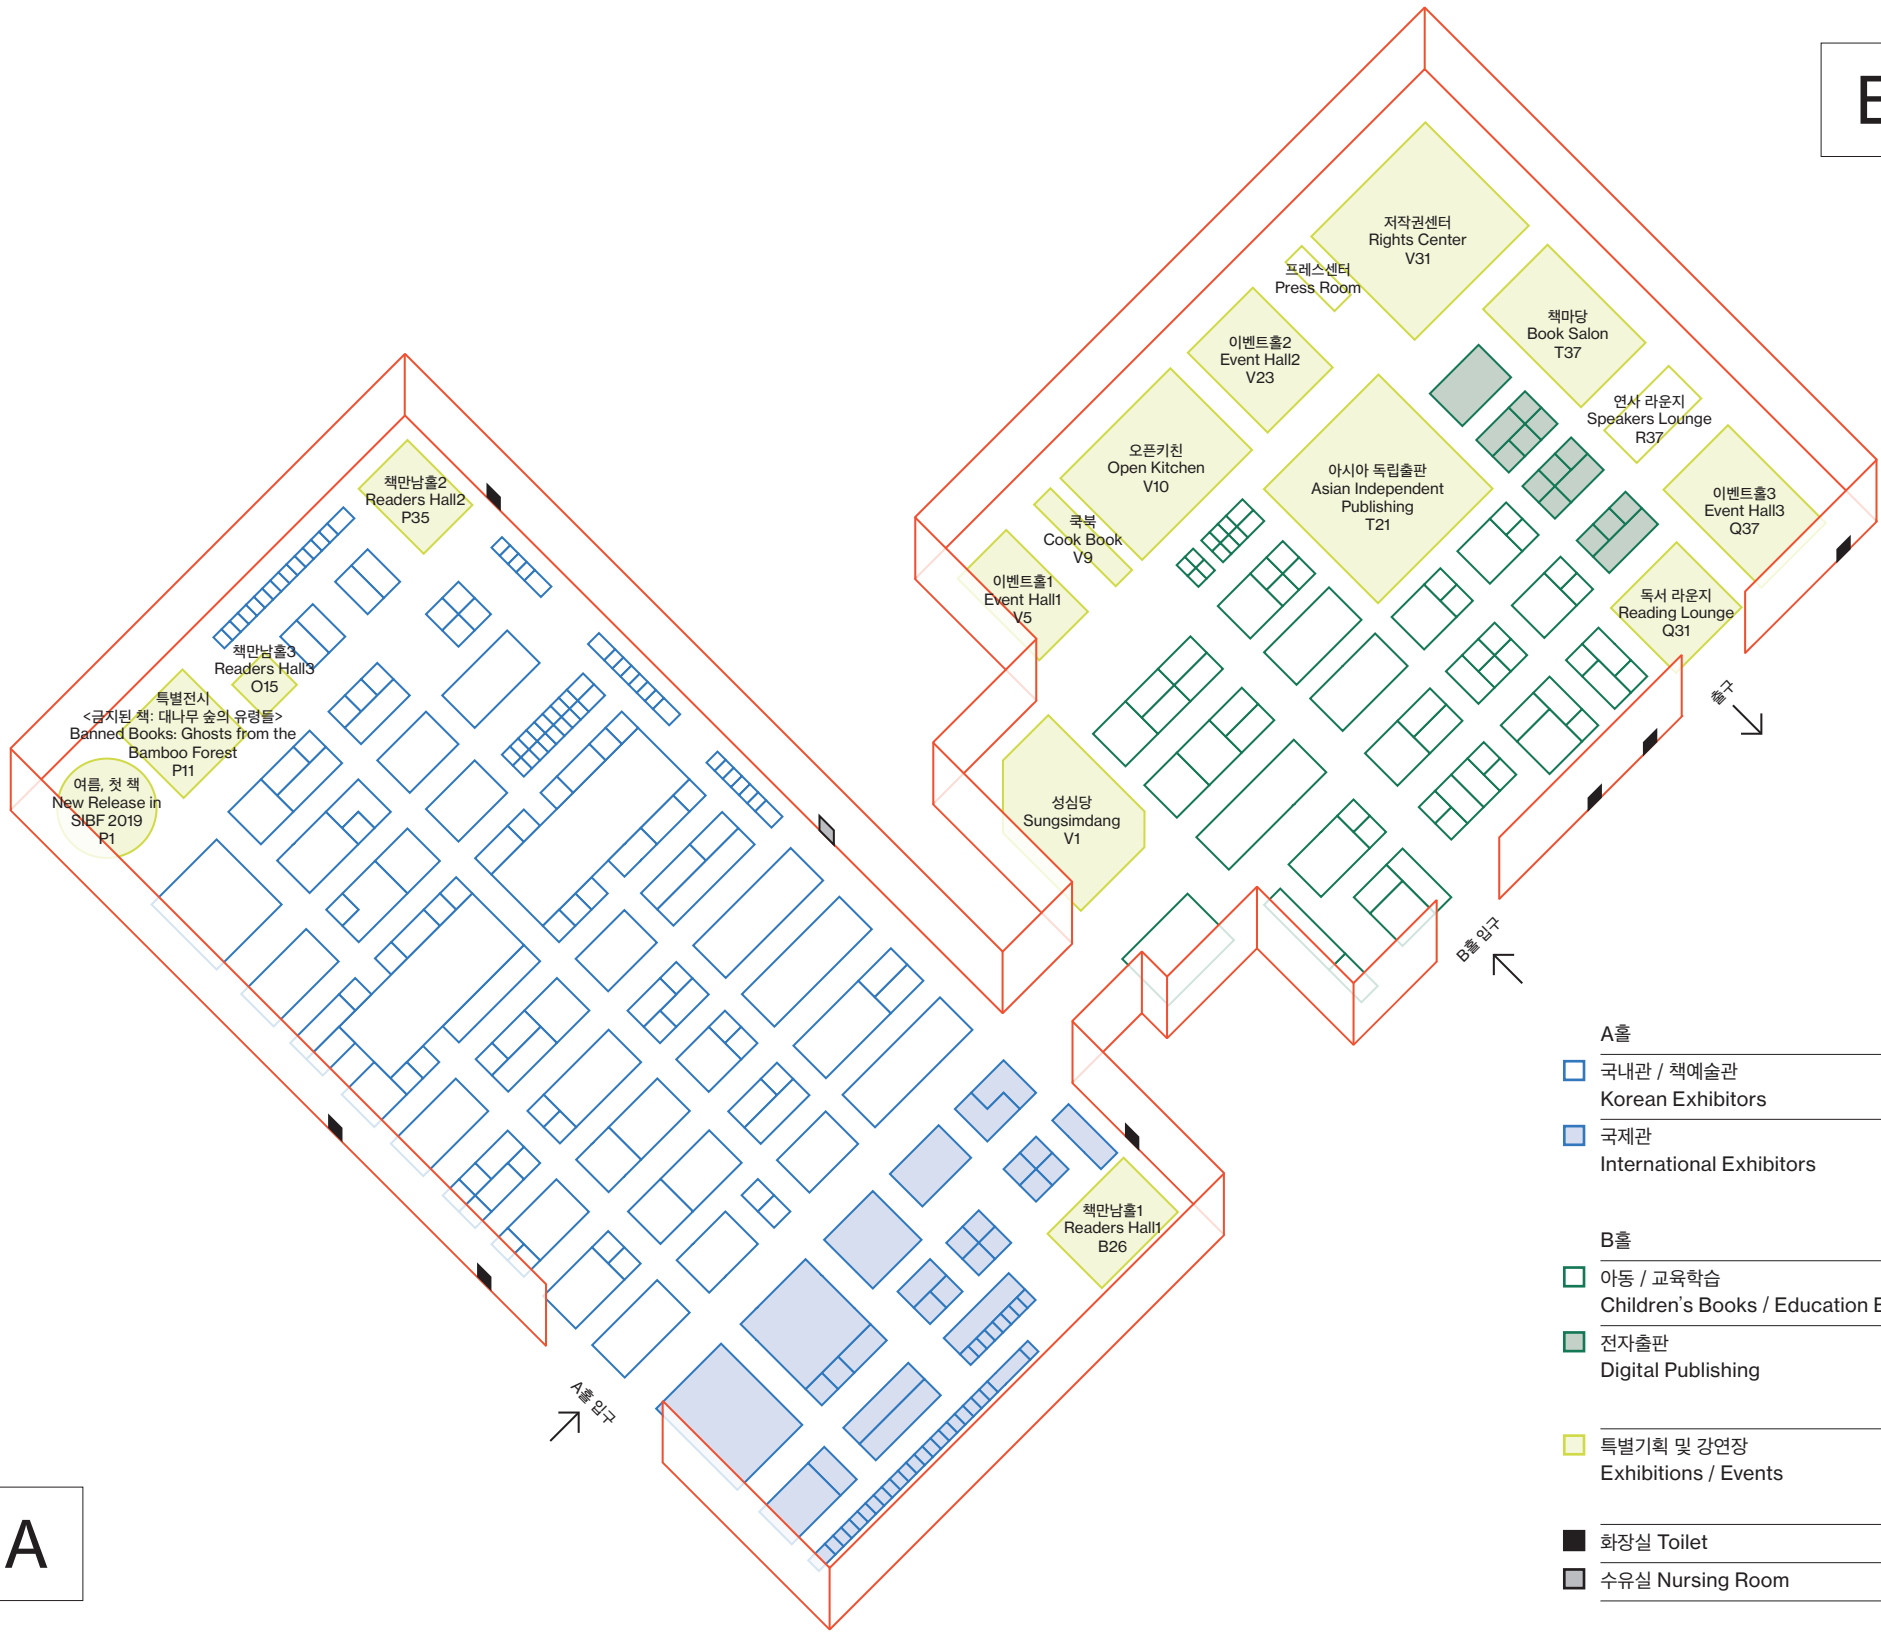 B
저작권센터
Rights Center
V31
프레스센터
Press Room
책마당
Book Salon
T37
이벤트홀2
Event Hall2
V23
연사 라운지
Speakers Lounge
R37
오픈키친
Open Kitchen
V10
아시아 독립출판
Asian Independent
Publishing
T21
이벤트홀3
Event Hall3
Q37
쿡북
Cook Book
V9
이벤트홀1
Event Hall1
V5
독서 라운지
Reading Lounge
Q31
출구
성심당
Sungsimdang
V1
B홀 입구
책만남홀2
Readers Hall2
P35
책만남홀3
Readers Hall3
O15
특별전시
<금지된 책: 대나무 숲의 유령들>
Banned Books: Ghosts from the
Bamboo Forest
P11
여름, 첫 책
New Release in
SIBF 2019
P1
책만남홀1
Readers Hall1
B26
A홀 입구
A
A홀
국내관 / 책예술관
Korean Exhibitors
국제관
International Exhibitors
B홀
아동 / 교육학습
Children's Books / Education
전자출판
Digital Publishing
특별기획 및 강연장
Exhibitions / Events
화장실 Toilet
수유실 Nursing Room